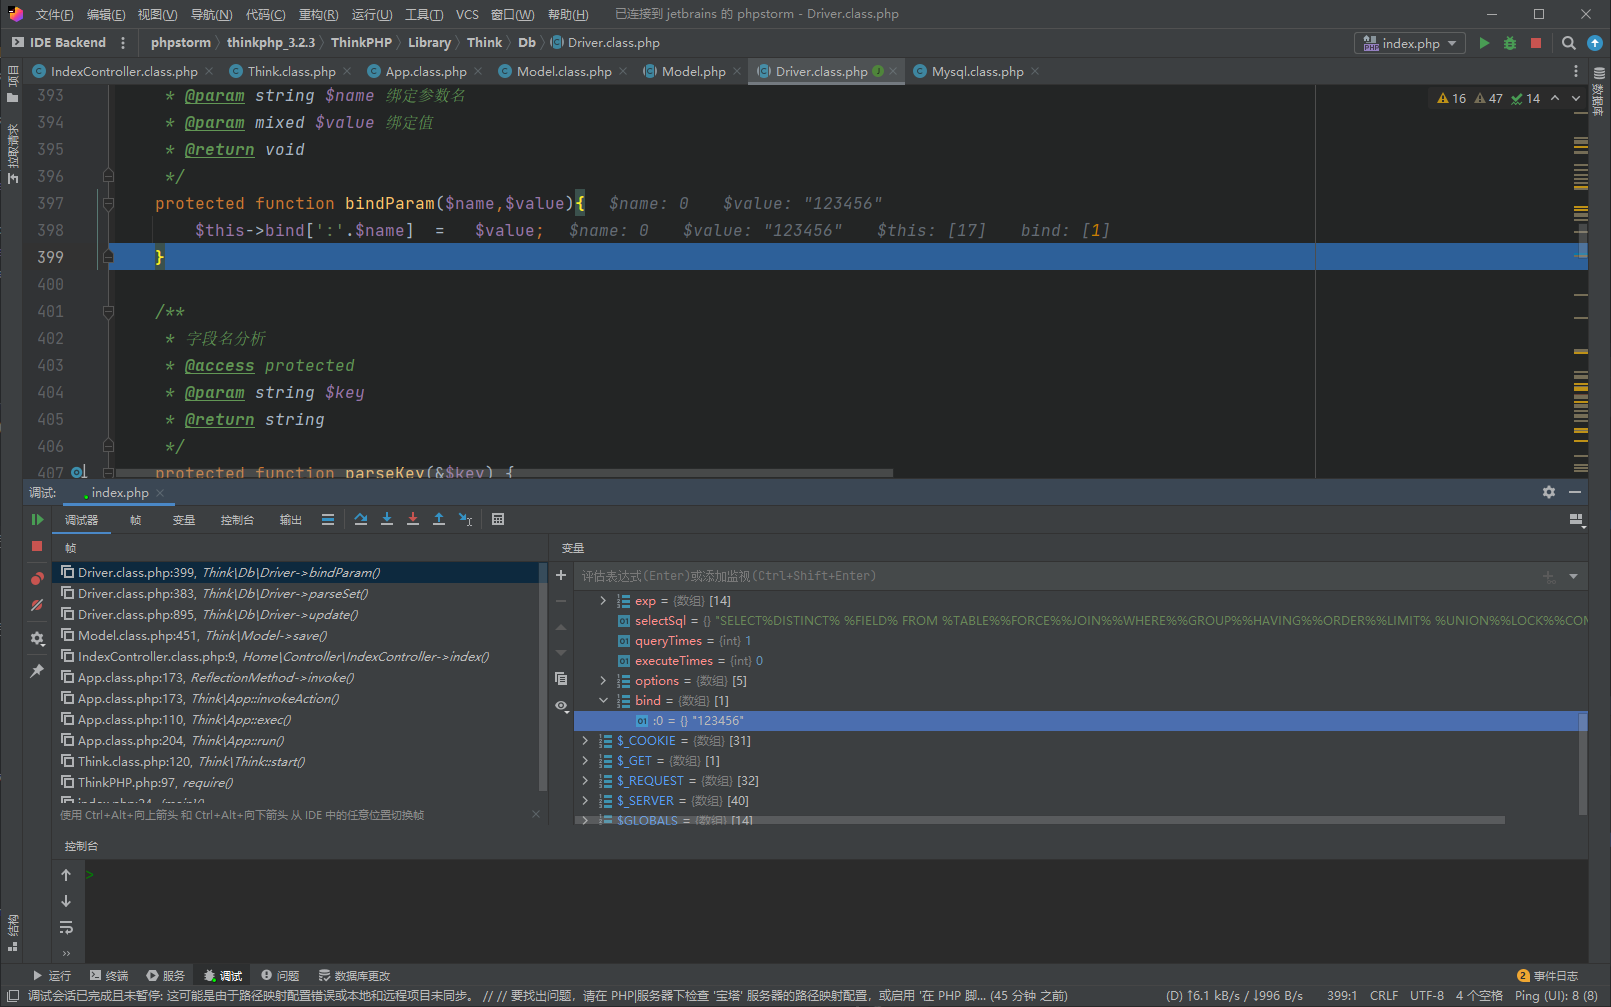 文件(F) 编辑(E) 视图(V) 导航(N) 代码(C) 重构(R) 运行(U) 工具(T) VCS 窗口(W) 帮助(H) 已连接到 jetbrains 的 phpstorm - Driver.class.php
IDE Backend phpstorm thinkphp_3.2.3 ThinkPHP Library Think Db Driver.class.php index.php
IndexController.class.php Think.class.php App.class.php Model.class.php Model.php Driver.class.php Mysql.class.php
项目
拉取请求
数据库
16 47 14
393 * @param string $name 绑定参数名
394 * @param mixed $value 绑定值
395 * @return void
396 */
397 protected function bindParam($name,$value){ $name: 0 $value: "123456"
398 $this->bind[':'.$name] = $value; $name: 0 $value: "123456" $this: [17] bind: [1]
399 }
400
401 /**
402 * 字段名分析
403 * @access protected
404 * @param string $key
405 * @return string
406 */
407 protected function parseKey(&$key) {
调试: index.php
调试器 帧 变量 控制台 输出
帧
Driver.class.php:399, Think\Db\Driver->bindParam()
Driver.class.php:383, Think\Db\Driver->parseSet()
Driver.class.php:895, Think\Db\Driver->update()
Model.class.php:451, Think\Model->save()
IndexController.class.php:9, Home\Controller\IndexController->index()
App.class.php:173, ReflectionMethod->invoke()
App.class.php:173, Think\App::invokeAction()
App.class.php:110, Think\App::exec()
App.class.php:204, Think\App::run()
Think.class.php:120, Think\Think::start()
ThinkPHP.php:97, require()
index.php:24, {main}()
使用 Ctrl+Alt+向上箭头 和 Ctrl+Alt+向下箭头 从 IDE 中的任意位置切换帧
变量
评估表达式(Enter)或添加监视(Ctrl+Shift+Enter)
exp = {数组} [14]
selectSql = {} "SELECT%DISTINCT% %FIELD% FROM %TABLE%%FORCE%%JOIN%%WHERE%%GROUP%%HAVING%%ORDER%%LIMIT% %UNION%%LOCK%%COM
queryTimes = {int} 1
executeTimes = {int} 0
options = {数组} [5]
bind = {数组} [1]
:0 = {} "123456"
$_COOKIE = {数组} [31]
$_GET = {数组} [1]
$_REQUEST = {数组} [32]
$_SERVER = {数组} [40]
$GLOBALS = {数组} [14]
控制台
>
结构
运行 终端 服务 调试 问题 数据库更改 2 事件日志
调试会话已完成且未暂停: 这可能是由于路径映射配置错误或本地和远程项目未同步。 // // 要找出问题，请在 PHP|服务器下检查 '宝塔' 服务器的路径映射配置，或启用 '在 PHP 脚... (45 分钟 之前) (D) ↑6.1 kB/s / ↓996 B/s 399:1 CRLF UTF-8 4 个空格 Ping (UI): 8 (8)